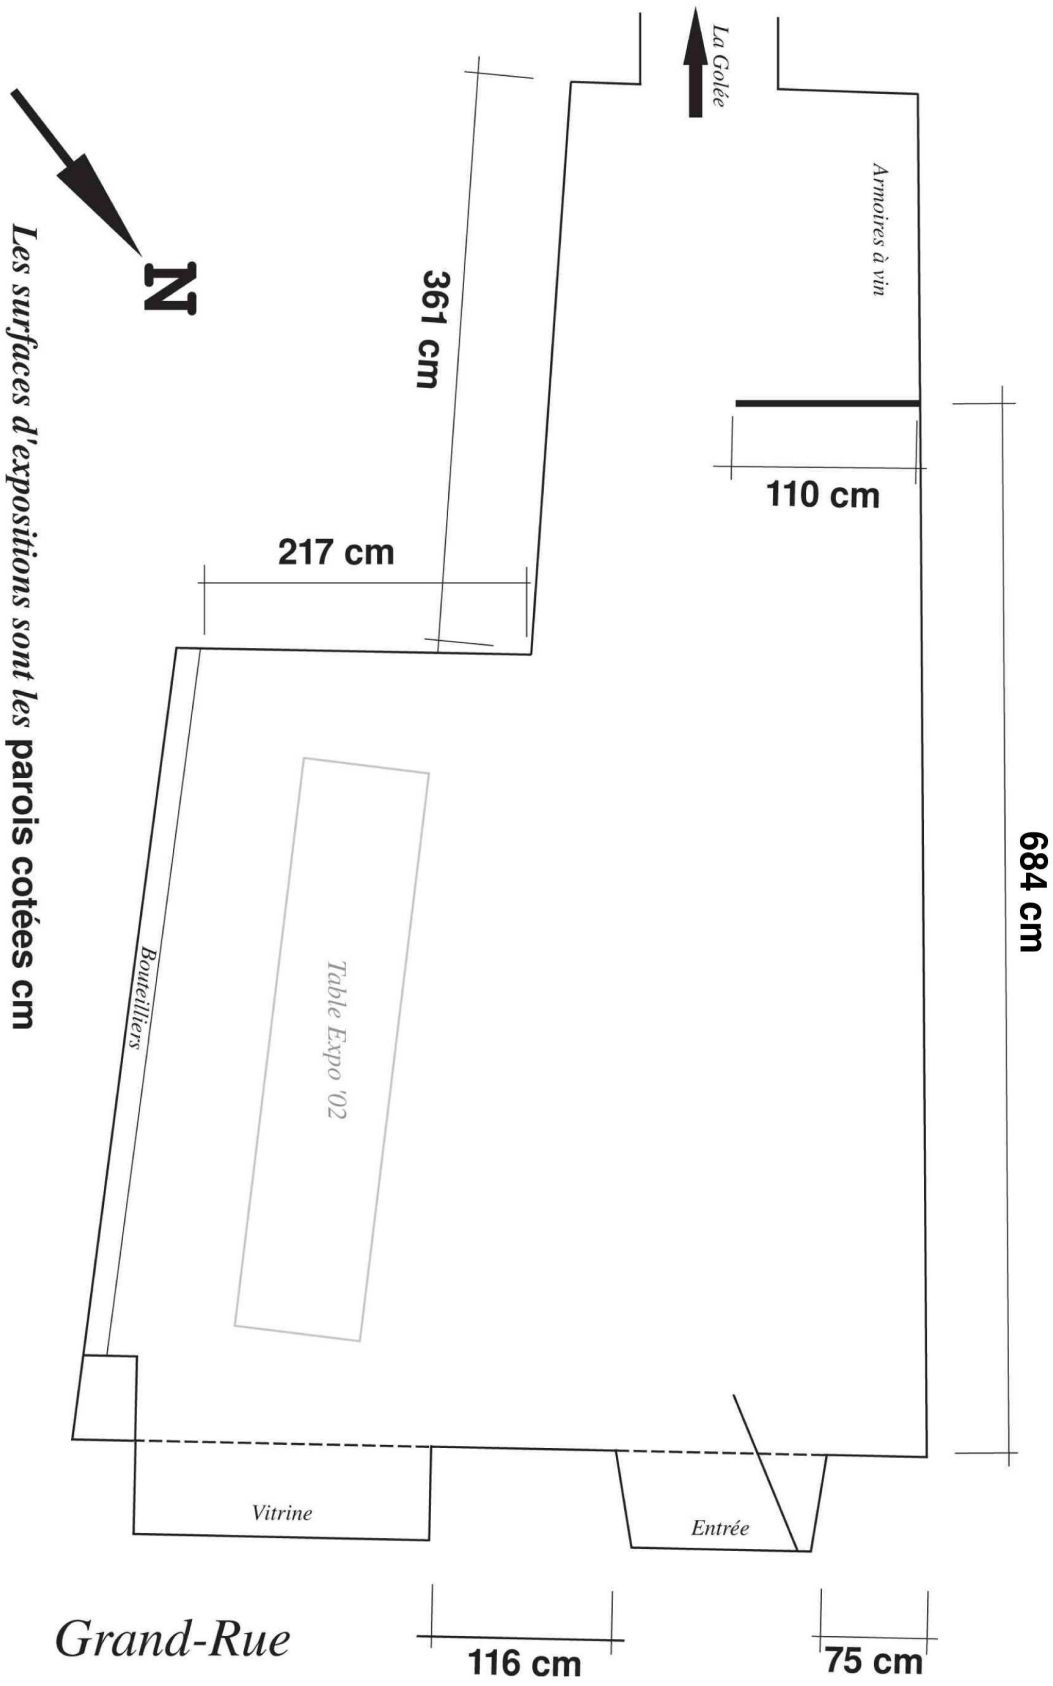 La Golée
Armoires à vin
N
361 cm
110 cm
217 cm
684 cm
Les surfaces d'expositions sont les parois cotées cm
Table Expo '02
Bouteilliers
Vitrine
Entrée
Grand-Rue
116 cm
75 cm